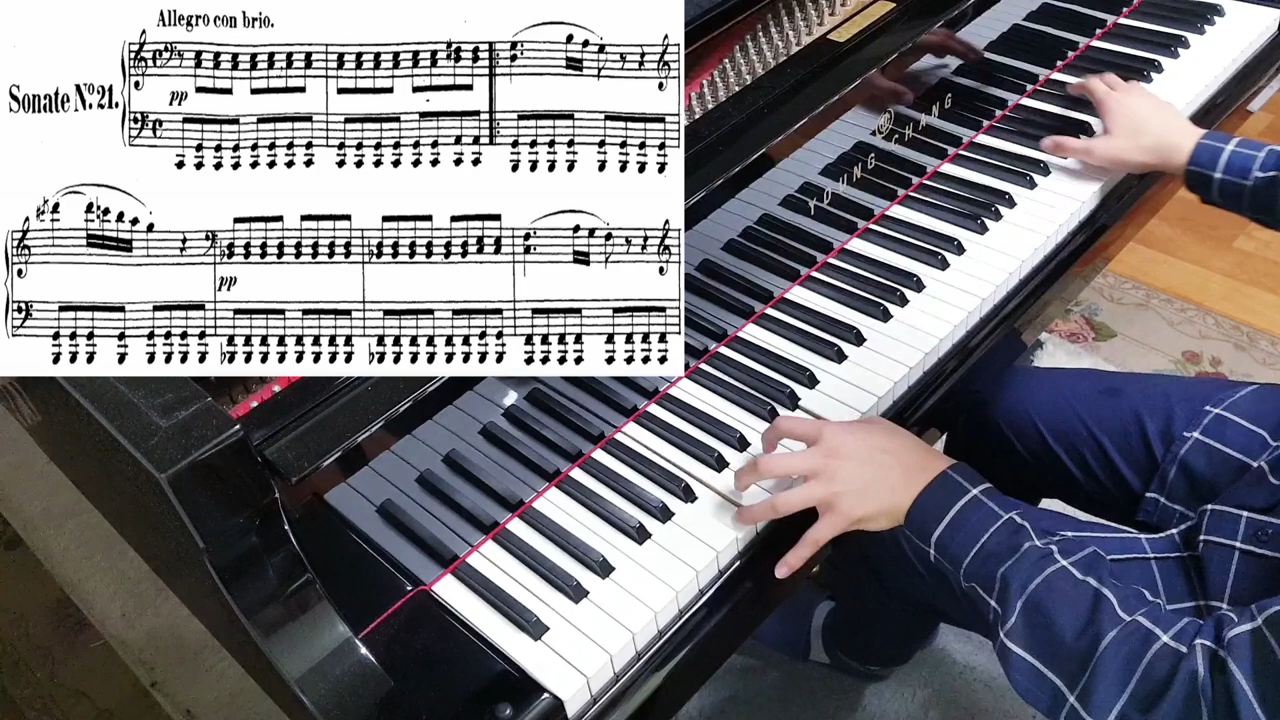 Allegro con brio.
Sonate Nº 21.
pp
pp
YOUNG CHANG